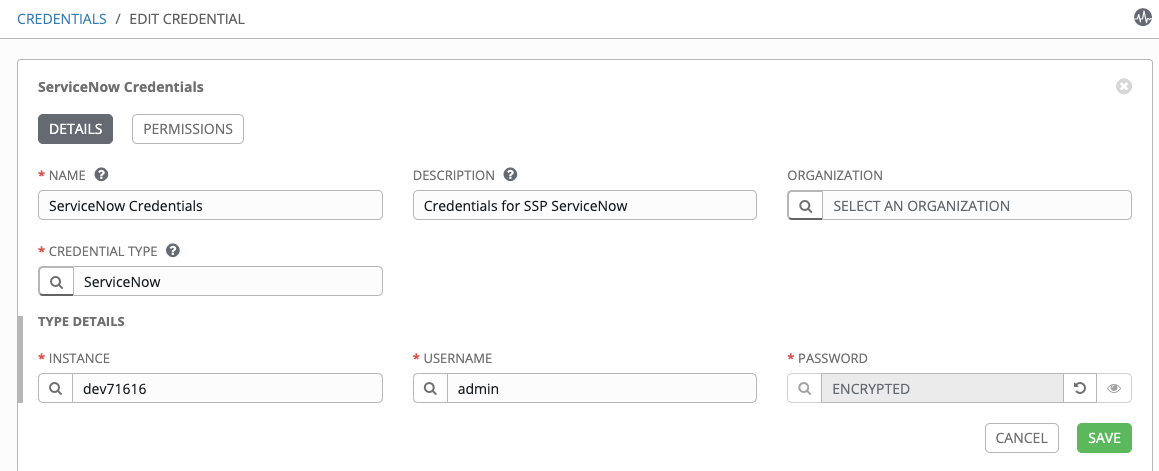 CREDENTIALS / EDIT CREDENTIAL
ServiceNow Credentials
DETAILS PERMISSIONS
* NAME ? DESCRIPTION ? ORGANIZATION
ServiceNow Credentials Credentials for SSP ServiceNow SELECT AN ORGANIZATION
* CREDENTIAL TYPE ?
ServiceNow
TYPE DETAILS
* INSTANCE * USERNAME * PASSWORD
dev71616 admin ENCRYPTED
CANCEL SAVE